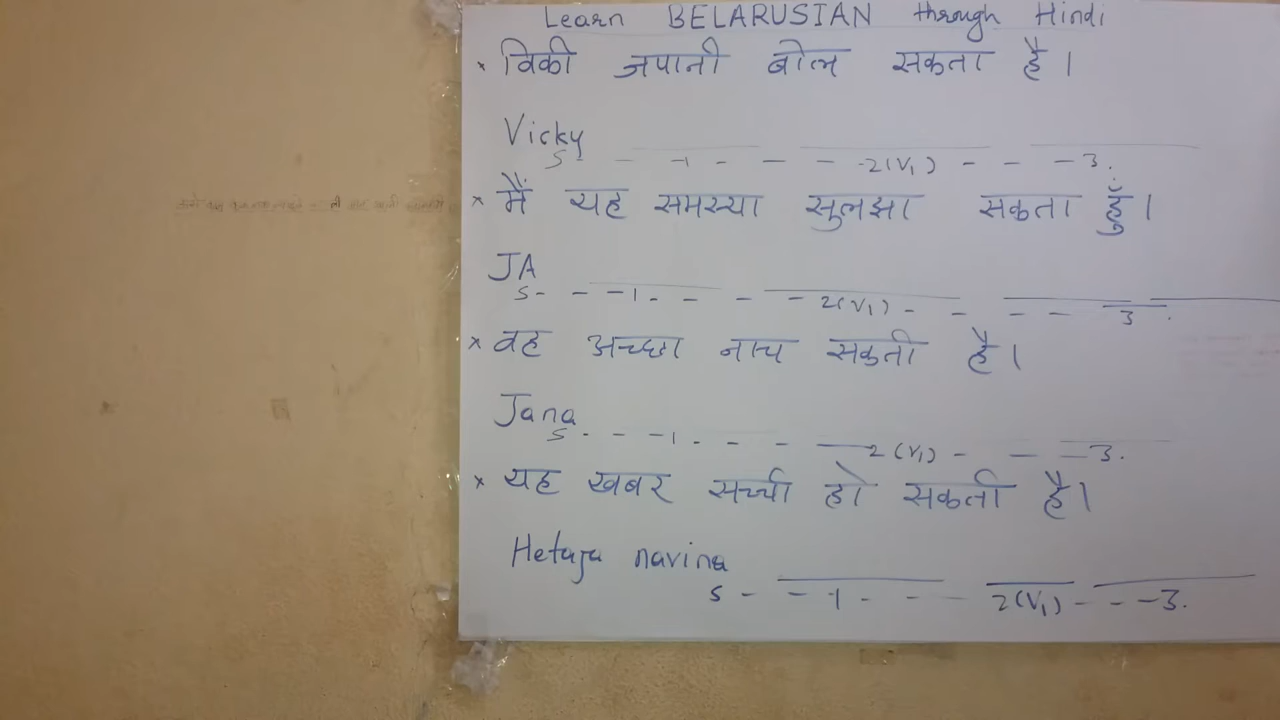 Learn BELARUSIAN through Hindi
× विकी जपानी बोल सकता है।
Vicky
S - - 1 - - - 2(V₁) - - - 3.
× मैं यह समस्या सुलझा सकता हूँ।
JA
S - - - 1 - - - - 2(V₁) - - - - 3.
× वह अच्छा नाच सकती है।
Jana
S - - - 1 - - - - 2(V₁) - - - 3.
× यह खबर सच्ची हो सकती है।
Hetaja navina
S - - 1 - - - 2(V₁) - - - 3.